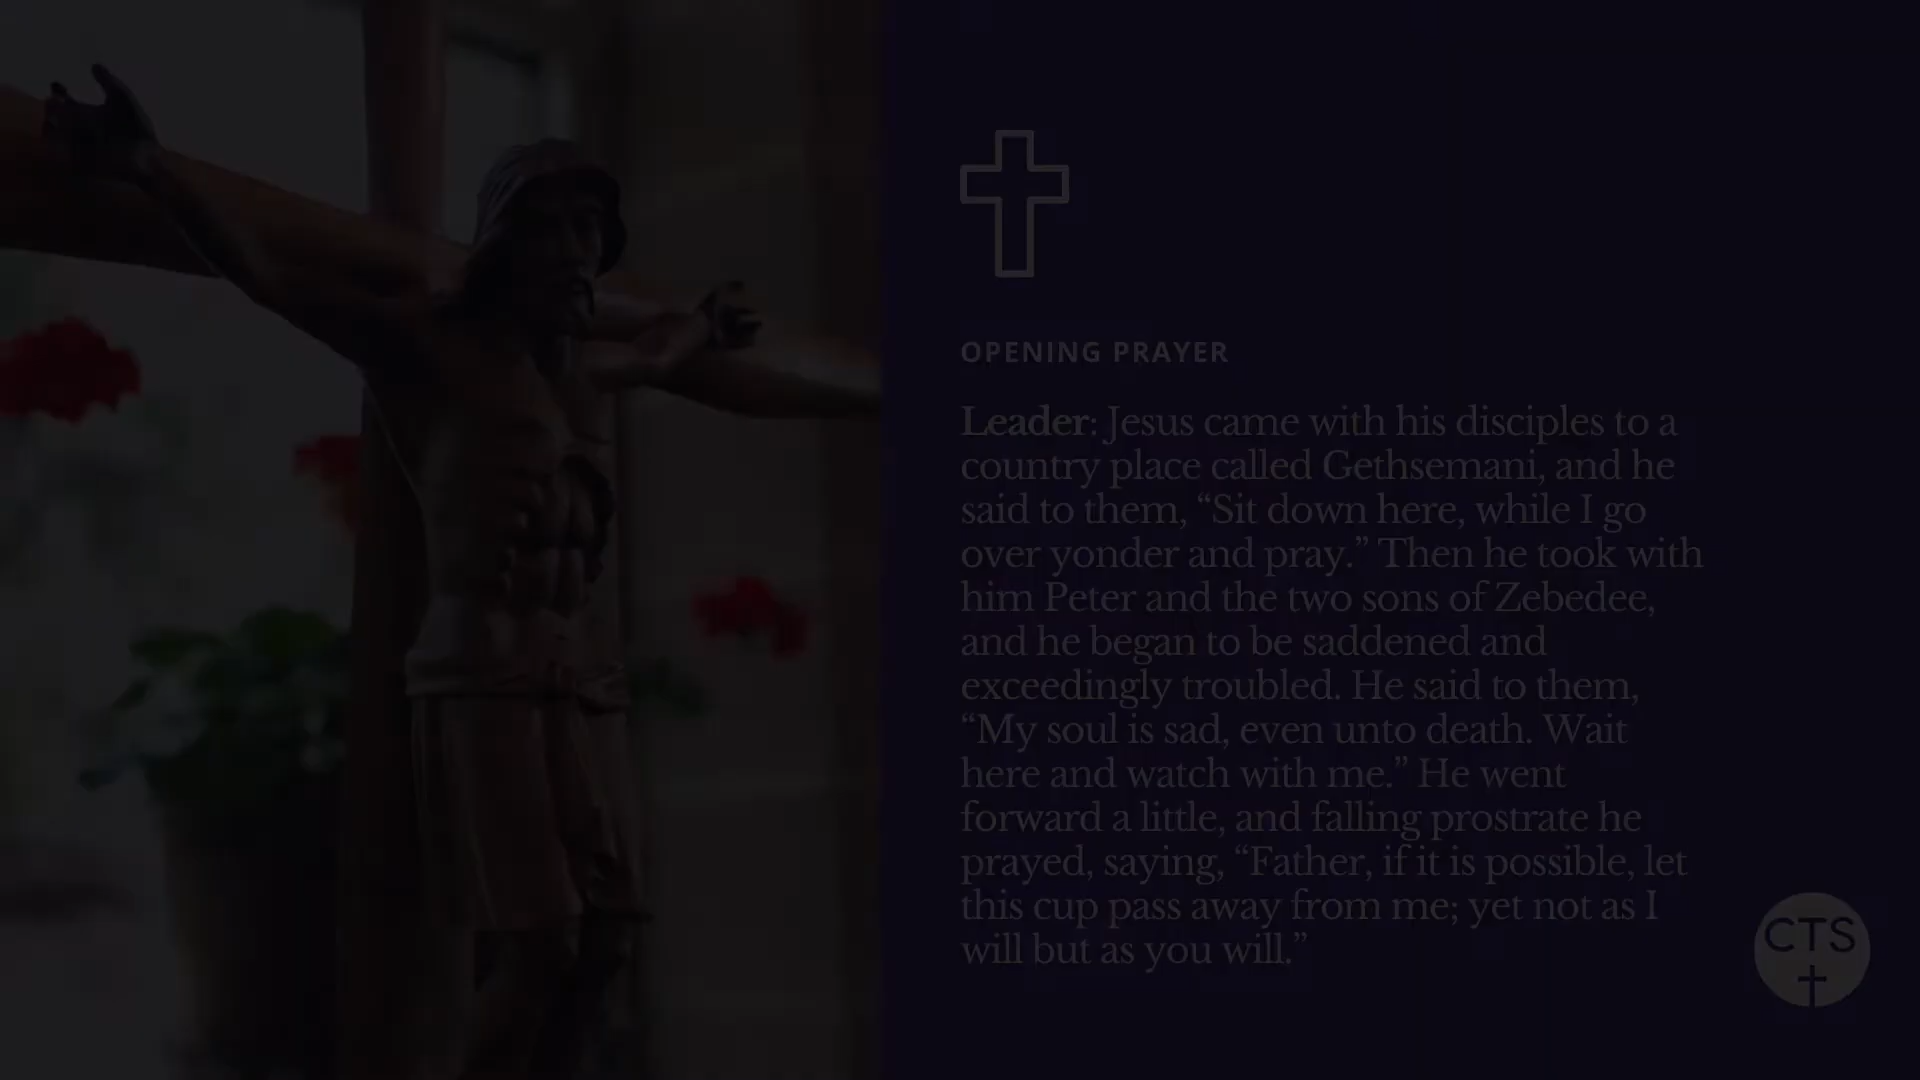 OPENING PRAYER
Leader: Jesus came with his disciples to a
country place called Gethsemani, and he
said to them, “Sit down here, while I go
over yonder and pray.” Then he took with
him Peter and the two sons of Zebedee,
and he began to be saddened and
exceedingly troubled. He said to them,
“My soul is sad, even unto death. Wait
here and watch with me.” He went
forward a little, and falling prostrate he
prayed, saying, “Father, if it is possible, let
this cup pass away from me; yet not as I
will but as you will.”
CTS